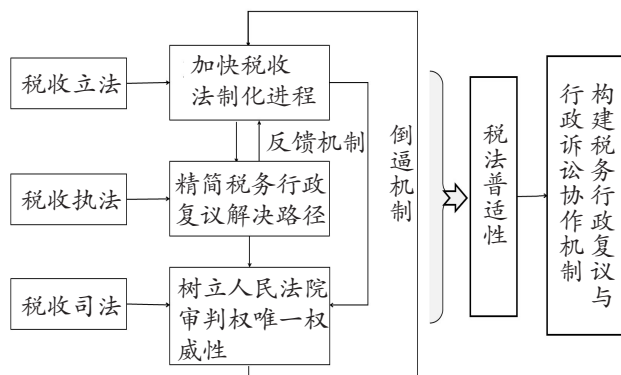 税收立法
加快税收
法制化进程
反馈机制
税收执法
精简税务行政
复议解决路径
税收司法
树立人民法院
审判权唯一权
威性
倒逼机制
税法普适性
构建税务行政复议与
行政诉讼协作机制